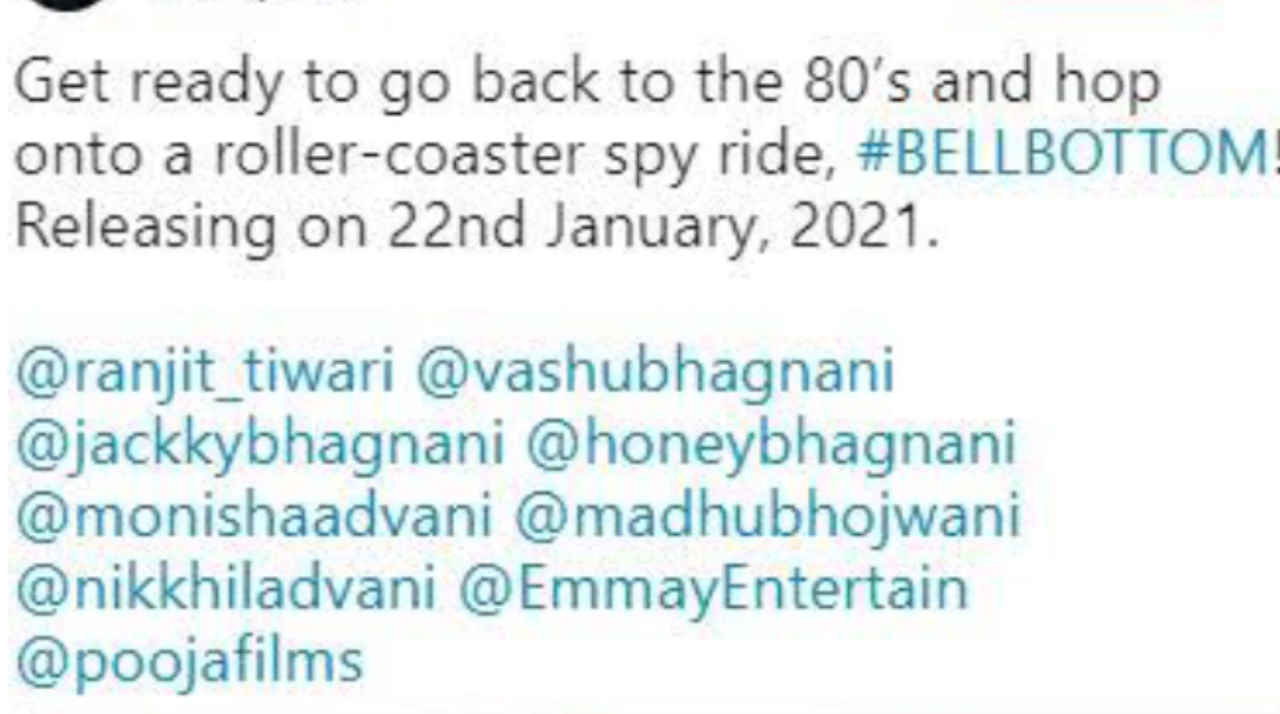 Get ready to go back to the 80's and hop
onto a roller-coaster spy ride, #BELLBOTTOM!
Releasing on 22nd January, 2021.
@ranjit_tiwari @vashubhagnani
@jackkybhagnani @honeybhagnani
@monishaadvani @madhubhojwani
@nikkhiladvani @EmmayEntertain
@poojafilms